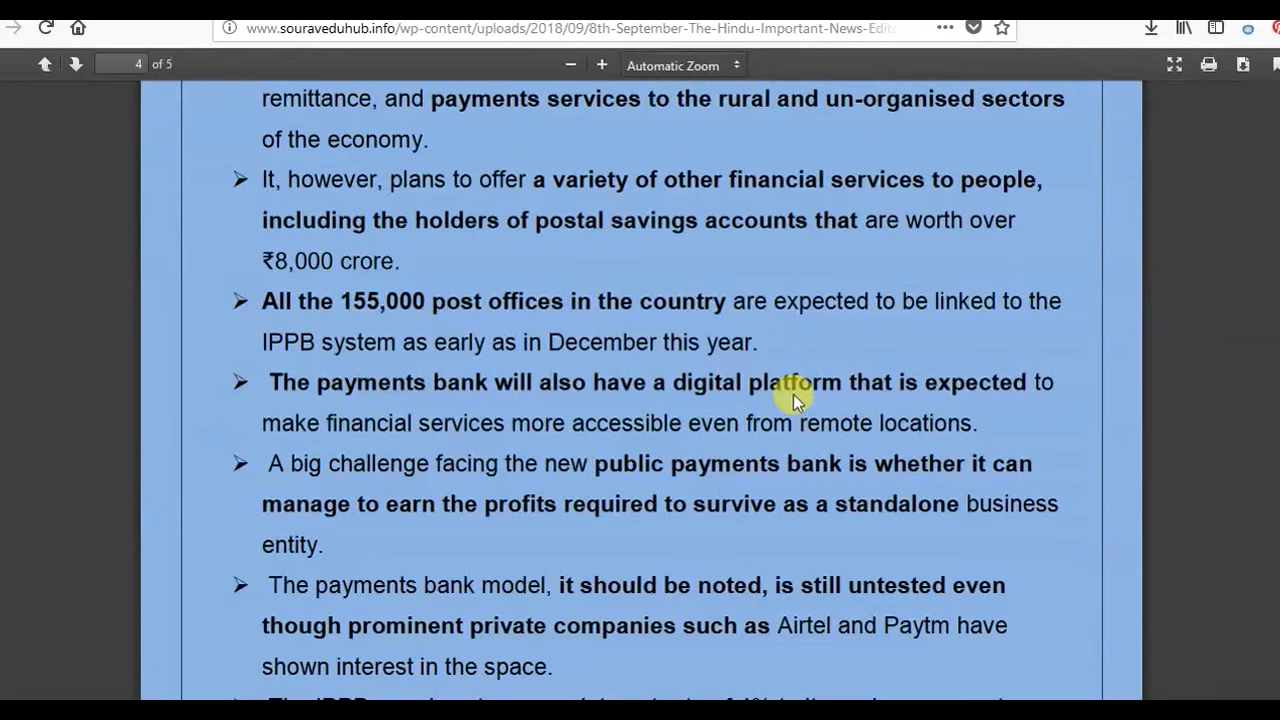 www.souraveduhub.info/wp-content/uploads/2018/09/8th-September-The-Hindu-Important-News-Edit
4 of 5
Automatic Zoom
remittance, and payments services to the rural and un-organised sectors
of the economy.
➢ It, however, plans to offer a variety of other financial services to people,
including the holders of postal savings accounts that are worth over
₹8,000 crore.
➢ All the 155,000 post offices in the country are expected to be linked to the
IPPB system as early as in December this year.
➢ The payments bank will also have a digital platform that is expected to
make financial services more accessible even from remote locations.
➢ A big challenge facing the new public payments bank is whether it can
manage to earn the profits required to survive as a standalone business
entity.
➢ The payments bank model, it should be noted, is still untested even
though prominent private companies such as Airtel and Paytm have
shown interest in the space.